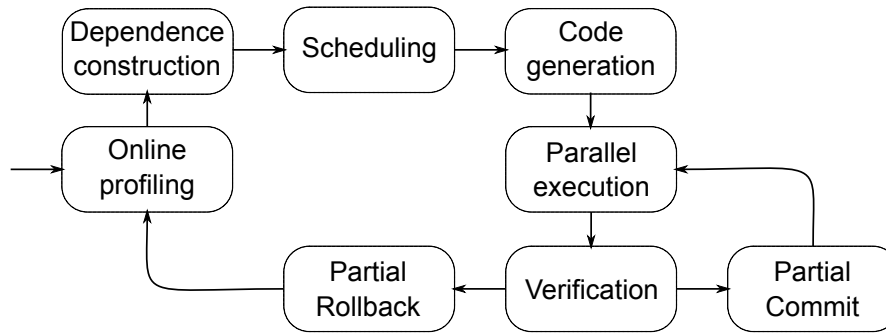 Dependence
construction
Scheduling
Code
generation
Online
profiling
Parallel
execution
Partial
Rollback
Verification
Partial
Commit